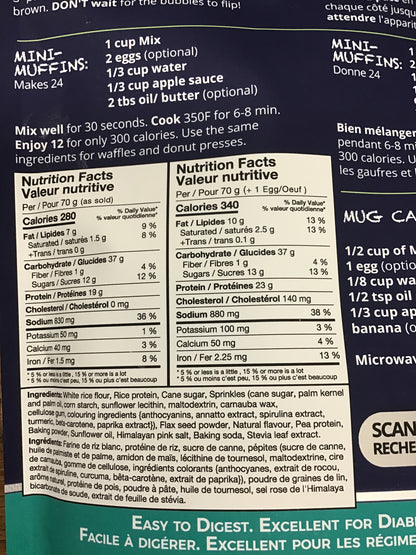 brown. DON'T wait for the bubbles to flip!
chaque côté jusqu
attendre l'apparit
MINI-
MUFFINS:
Makes 24
1 cup Mix
2 eggs (optional)
1/3 cup water
1/3 cup apple sauce
2 tbs oil/ butter (optional)
Mix well for 30 seconds. Cook 350F for 6-8 min.
Enjoy 12 for only 300 calories. Use the same
ingredients for waffles and donut presses.
MINI-
MUFFINS:
Donne 24
Bien mélanger
pendant 6-8 mi
300 calories. U
les gaufres et
Nutrition Facts
Valeur nutritive
Per / Pour 70 g (as sold)
% Daily Value*
Calories 280 % valeur quotidienne*
Fat / Lipides 7 g 9 %
Saturated / saturés 1.5 g 8 %
+Trans / trans 0 g
Carbohydrate / Glucides 37 g
Fiber / Fibres 1 g 4 %
Sugars / Sucres 12 g 12 %
Protein / Protéines 19 g
Cholesterol / Cholestérol 0 mg
Sodium 830 mg 36 %
Potassium 50 mg 1 %
Calcium 40 mg 3 %
Iron / Fer 1.5 mg 8 %
* 5 % or less is a little, 15 % or more is a lot
* 5 % ou moins c'est peu, 15 % ou plus c'est beaucoup
Nutrition Facts
Valeur nutritive
Per / Pour 70 g (+ 1 Egg/Oeuf )
% Daily Value*
Calories 340 % valeur quotidienne*
Fat / Lipides 10 g 13 %
Saturated / saturés 2.5 g 13 %
+Trans / trans 0.1 g
Carbohydrate / Glucides 37 g
Fiber / Fibres 1 g 4 %
Sugars / Sucres 13 g 13 %
Protein / Protéines 23 g
Cholesterol / Cholestérol 140 mg
Sodium 880 mg 38 %
Potassium 100 mg 3 %
Calcium 50 mg 4 %
Iron / Fer 2.25 mg 13 %
* 5 % or less is a little , 15 % or more is a lot
* 5 % ou moins c'est peu, 15 % ou plus c'est beaucoup
MUG CA
1/2 cup of M
1 egg (option
1/8 cup wa
1/2 tsp oil
1/3 cup ap
banana (o
Microwav
Ingredients: White rice flour, Rice protein, Cane sugar, Sprinkles (cane sugar, palm kernel
and palm oil, corn starch, sunflower lecithin, maltodextrin, carnauba wax,
cellulose gum, colouring ingredients (anthocyanins, annatto extract, spirulina extract,
turmeric, beta-carotene, paprika extract)), Flax seed powder, Natural flavour, Pea protein,
Baking powder, Sunflower oil, Himalayan pink salt, Baking soda, Stevia leaf extract.
Ingrédients: Farine de riz blanc, protéine de riz, sucre de canne, pépites (sucre de canne,
huile de palmiste et de palme, amidon de maïs, lécithine de tournesol, maltodextrine, cire
de carnauba, gomme de cellulose, ingrédients colorants (anthocyanes, extrait de rocou,
extrait de spiruline, curcuma, bêta-carotène, extrait de paprika)), poudre de graines de lin,
arôme naturel, protéine de pois, poudre à pâte, huile de tournesol, sel rose de l'Himalaya
bicarbonate de soude, extrait de feuille de stévia.
SCAN
RECHE
EASY TO DIGEST. EXCELLENT FOR DIAB
FACILE À DIGÉRER. EXCELLENT POUR LES RÉGIME